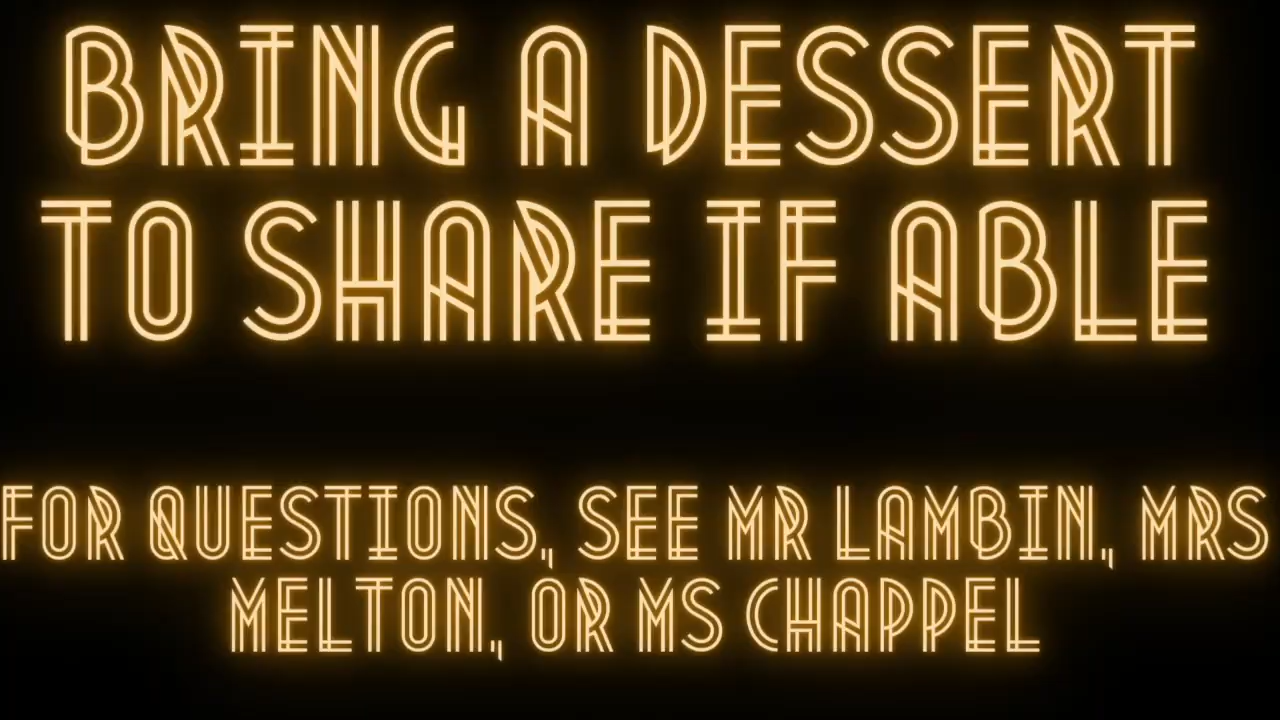 BRING A DESSERT
TO SHARE IF ABLE
FOR QUESTIONS, SEE MR LAMBIN, MRS
MELTON, OR MS CHAPPEL